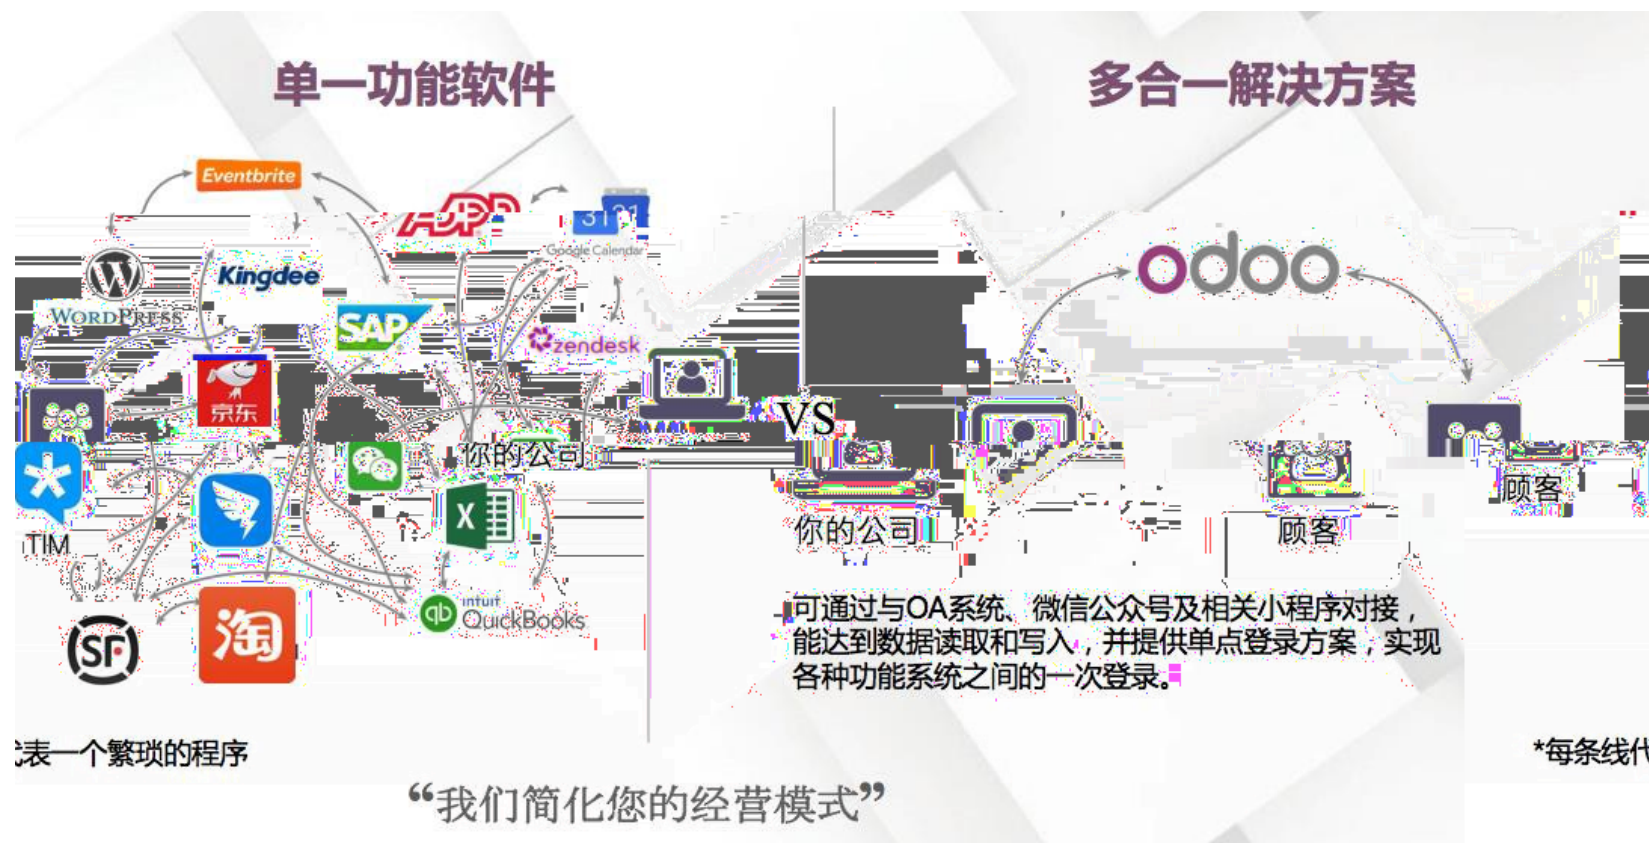 单一功能软件
多合一解决方案
Eventbrite
ADP
31
Google Calendar
WORDPRESS
Kingdee
SAP
zendesk
odoo
京东
VS
你的公司
TIM
X
顾客
你的公司
顾客
intuit
qb QuickBooks
SF
淘
可通过与OA系统、微信公众号及相关小程序对接，
能达到数据读取和写入，并提供单点登录方案，实现
各种功能系统之间的一次登录。
代表一个繁琐的程序
*每条线代
“我们简化您的经营模式”